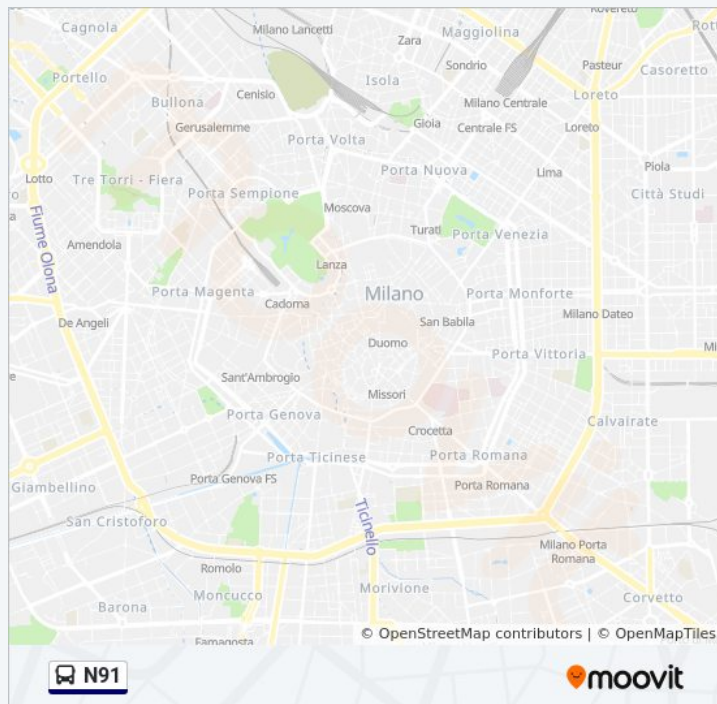 Cagnola
Milano Lancetti
Zara
Maggiolina
Rovereto
Portello
Sondrio
Pasteur
Casoretto
Bullona
Cenisio
Isola
Milano Centrale
Loreto
Gerusalemme
Gioia
Centrale FS
Loreto
Porta Volta
Lotto
Tre Torri - Fiera
Porta Nuova
Lima
Piola
Porta Sempione
Città Studi
Moscova
Fiume Olona
Amendola
Turati
Porta Venezia
Lanza
Porta Magenta
Cadorna
Milano
Porta Monforte
De Angeli
San Babila
Milano Dateo
Duomo
Porta Vittoria
Mi
Sant'Ambrogio
Missori
Porta Genova
Crocetta
Calvairate
Porta Ticinese
Porta Romana
Giambellino
Porta Genova FS
Porta Romana
San Cristoforo
Ticinello
Milano Porta
Romana
Romolo
Barona
Moncucco
Morivione
Corvetto
Famagosta
© OpenStreetMap contributors | © OpenMapTiles
N91
moovit